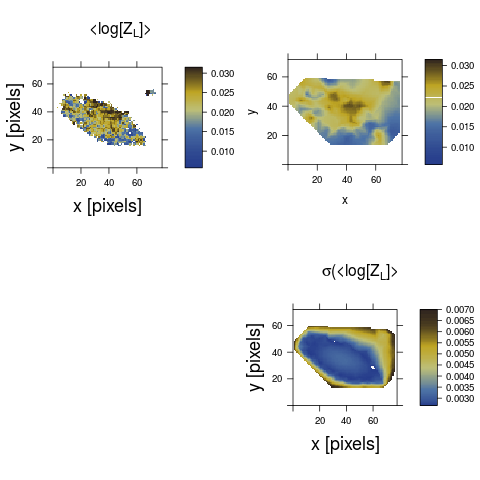 <log[Z_L]>
0.030
0.025
0.020
0.015
0.010
60
40
20
20 40 60
y [pixels]
x [pixels]
0.030
0.025
0.020
0.015
0.010
60
40
20
20 40 60
y
x
σ(<log[Z_L]>
0.0070
0.0065
0.0060
0.0055
0.0050
0.0045
0.0040
0.0035
0.0030
60
40
20
20 40 60
y [pixels]
x [pixels]